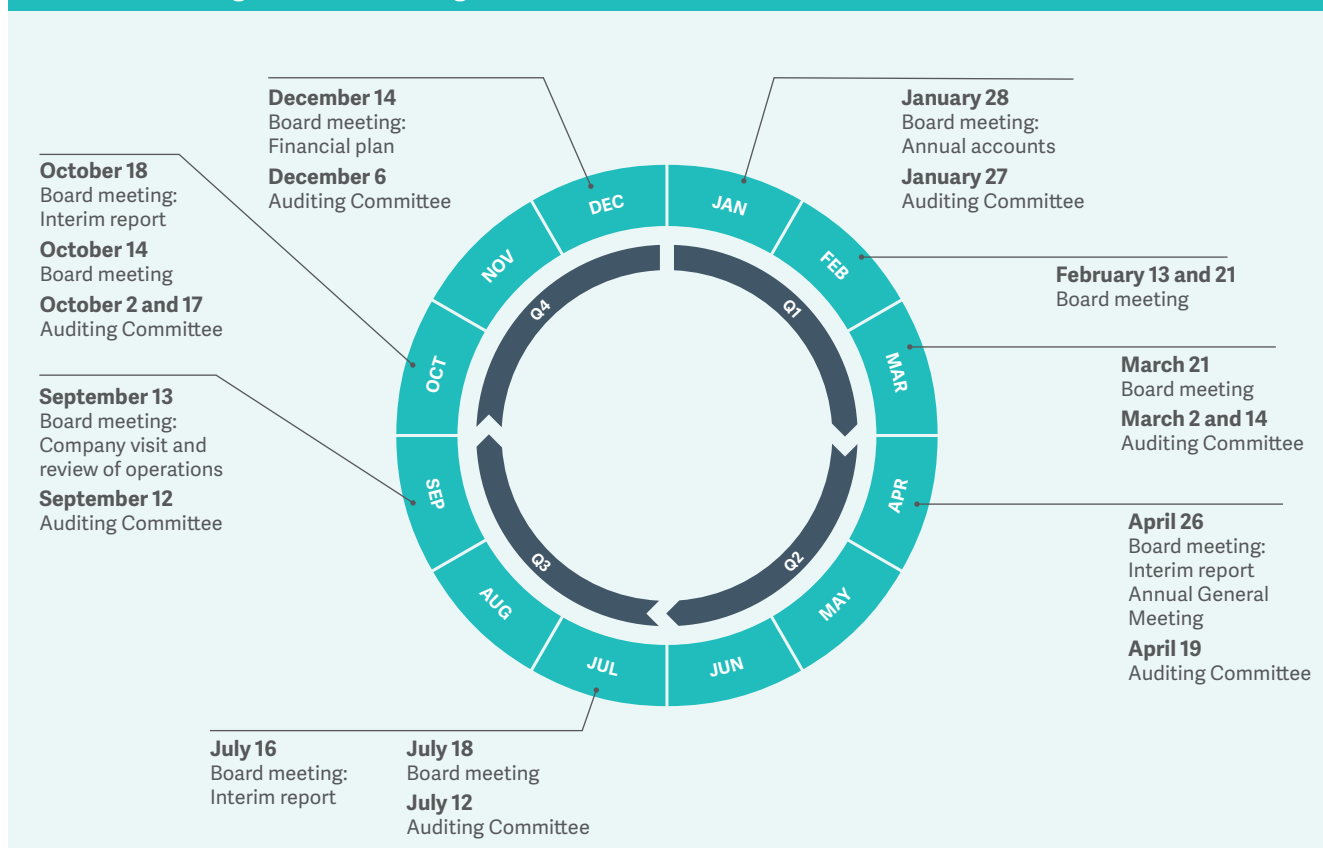 December 14
Board meeting:
Financial plan
December 6
Auditing Committee
January 28
Board meeting:
Annual accounts
January 27
Auditing Committee
October 18
Board meeting:
Interim report
October 14
Board meeting
October 2 and 17
Auditing Committee
February 13 and 21
Board meeting
March 21
Board meeting
March 2 and 14
Auditing Committee
September 13
Board meeting:
Company visit and
review of operations
September 12
Auditing Committee
April 26
Board meeting:
Interim report
Annual General
Meeting
April 19
Auditing Committee
July 16
Board meeting:
Interim report
July 18
Board meeting
July 12
Auditing Committee
JAN
FEB
MAR
APR
MAY
JUN
JUL
AUG
SEP
OCT
NOV
DEC
Q1
Q2
Q3
Q4